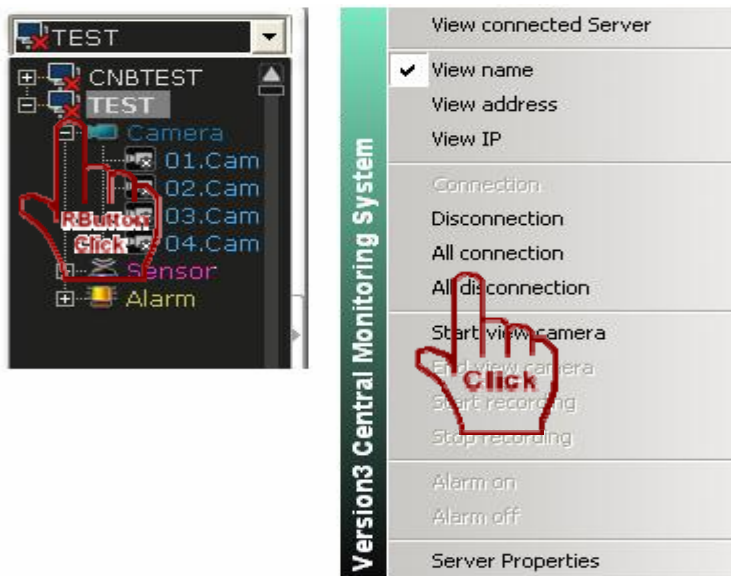 TEST
CNBTEST
TEST
Camera
01.Cam
02.Cam
03.Cam
04.Cam
RButton
Click
Sensor
Alarm
Version3 Central Monitoring System
View connected Server
View name
View address
View IP
Connection
Disconnection
All connection
All disconnection
Start view camera
End view camera
Click
Start recording
Stop recording
Alarm on
Alarm off
Server Properties